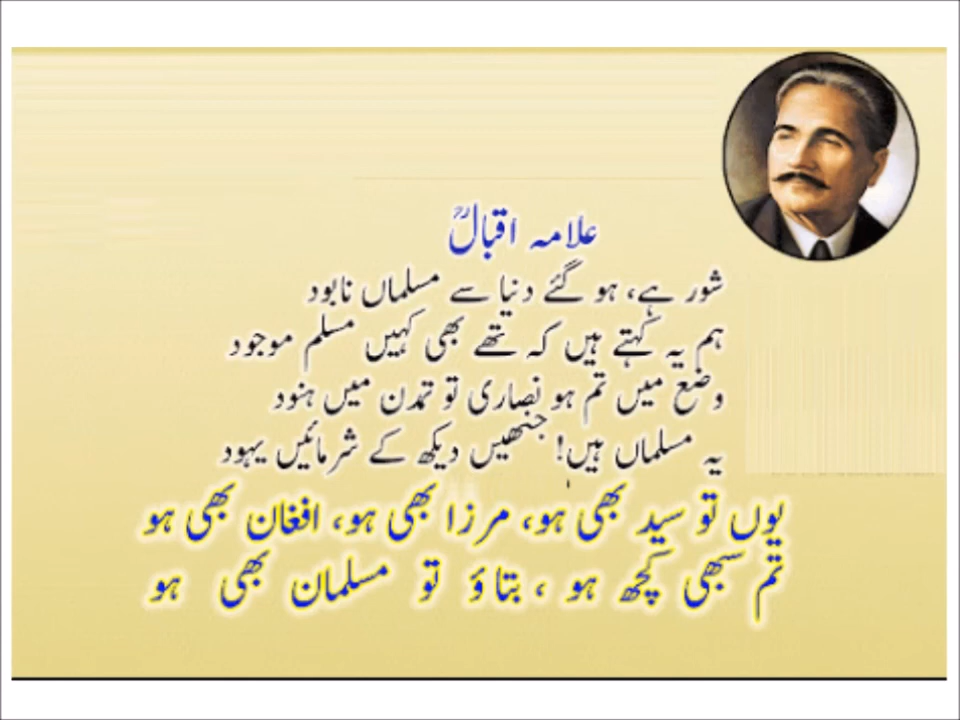 علامہ اقبالؒ
شور ہے، ہو گئے دنیا سے مسلماں نابود
ہم یہ کہتے ہیں کہ تھے بھی کہیں مسلم موجود
وضع میں تم ہو نصاری تو تمدن میں ہنود
یہ مسلماں ہیں! جنھیں دیکھ کے شرمائیں یہود
یوں تو سید بھی ہو، مرزا بھی ہو، افغان بھی ہو
تم سبھی کچھ ہو ، بتاؤ تو مسلمان بھی ہو